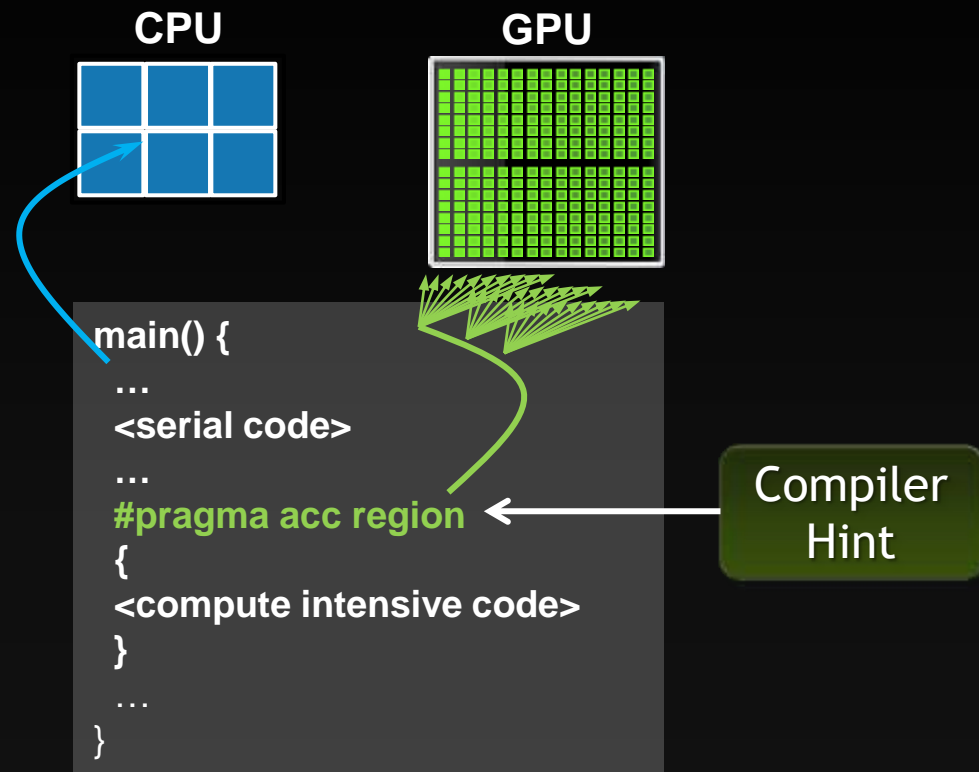 CPU
GPU
main() {
…
<serial code>
…
#pragma acc region
{
<compute intensive code>
}
…
}
Compiler
Hint